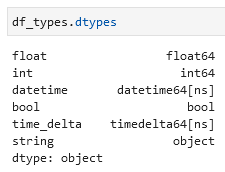 df_types.dtypes
float float64
int int64
datetime datetime64[ns]
bool bool
time_delta timedelta64[ns]
string object
dtype: object